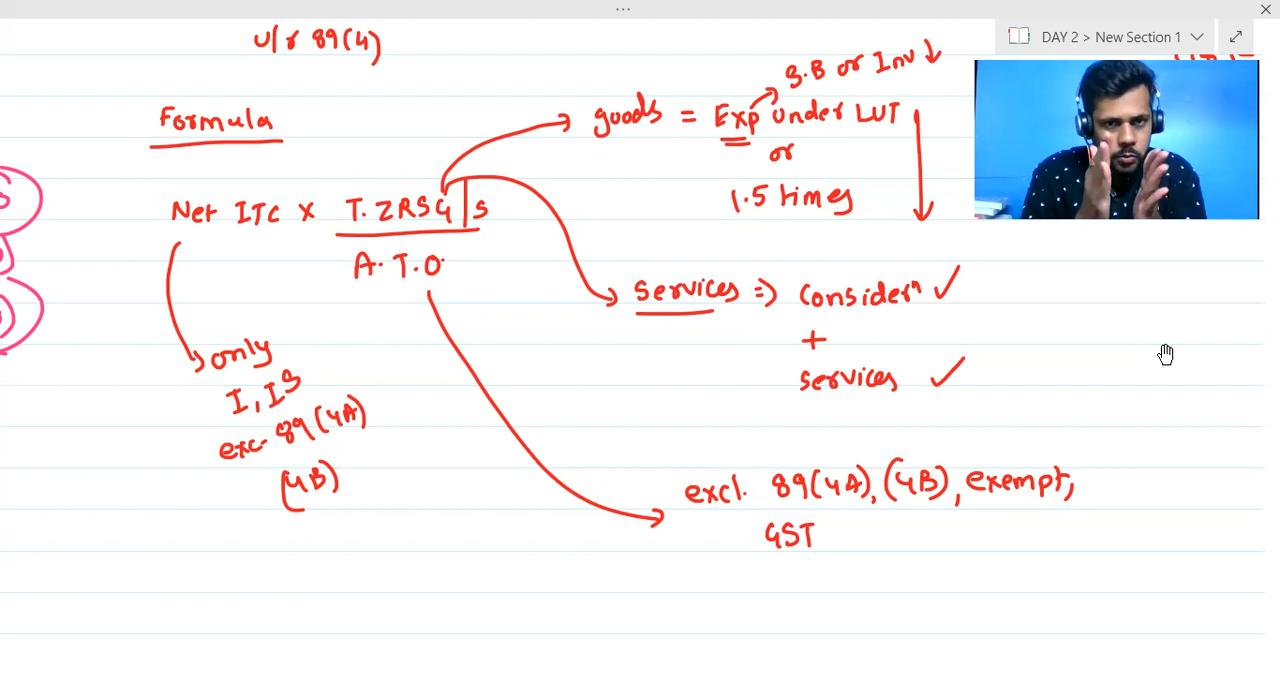 DAY 2 > New Section 1
u/r 89(4)
S.B or Inv ↓
Formula
goods = Exp under LUT
or
1.5 times
Net ITC x T. ZRSG/S
A.T.O.
Services ⇒ Considerⁿ ✓
+
services ✓
only
I, IS
exc. 89(4A)
(4B)
excl. 89(4A), (4B), exempt,
GST